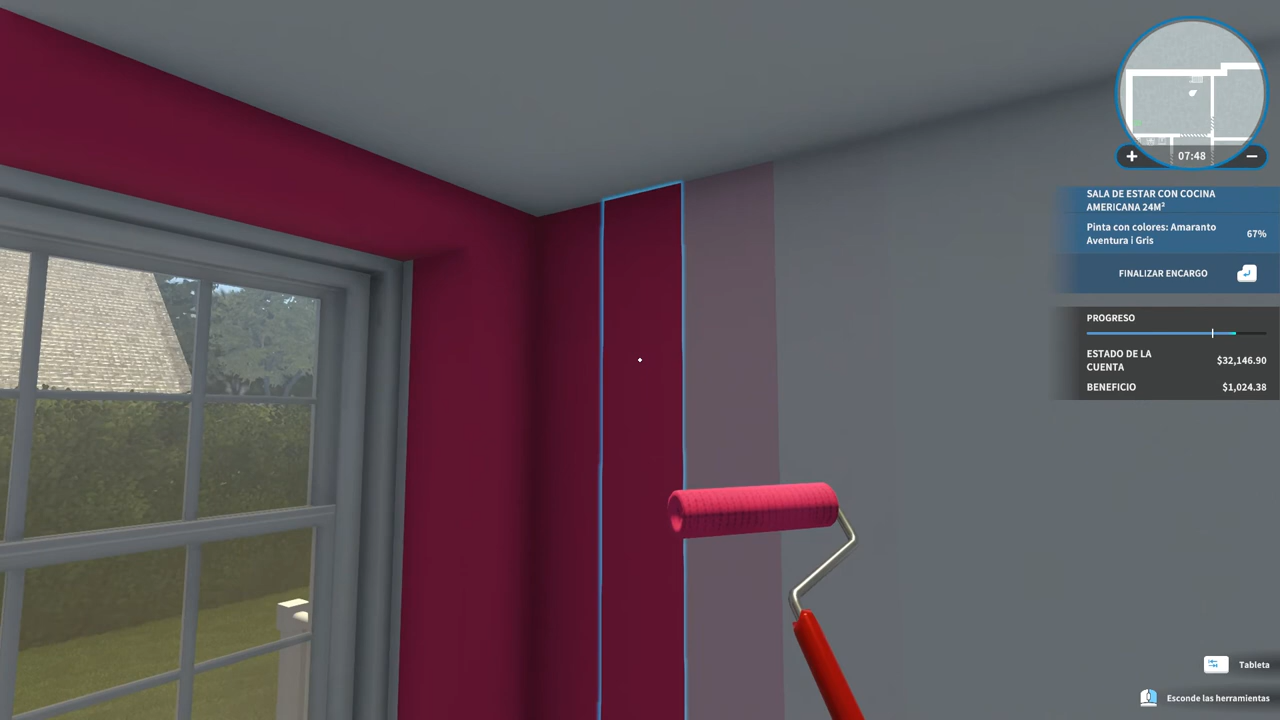 + 07:48 −
SALA DE ESTAR CON COCINA
AMERICANA 24M²
Pinta con colores: Amaranto
Aventura i Gris
67%
FINALIZAR ENCARGO
PROGRESO
ESTADO DE LA
CUENTA
$32,146.90
BENEFICIO
$1,024.38
Tableta
Esconde las herramientas